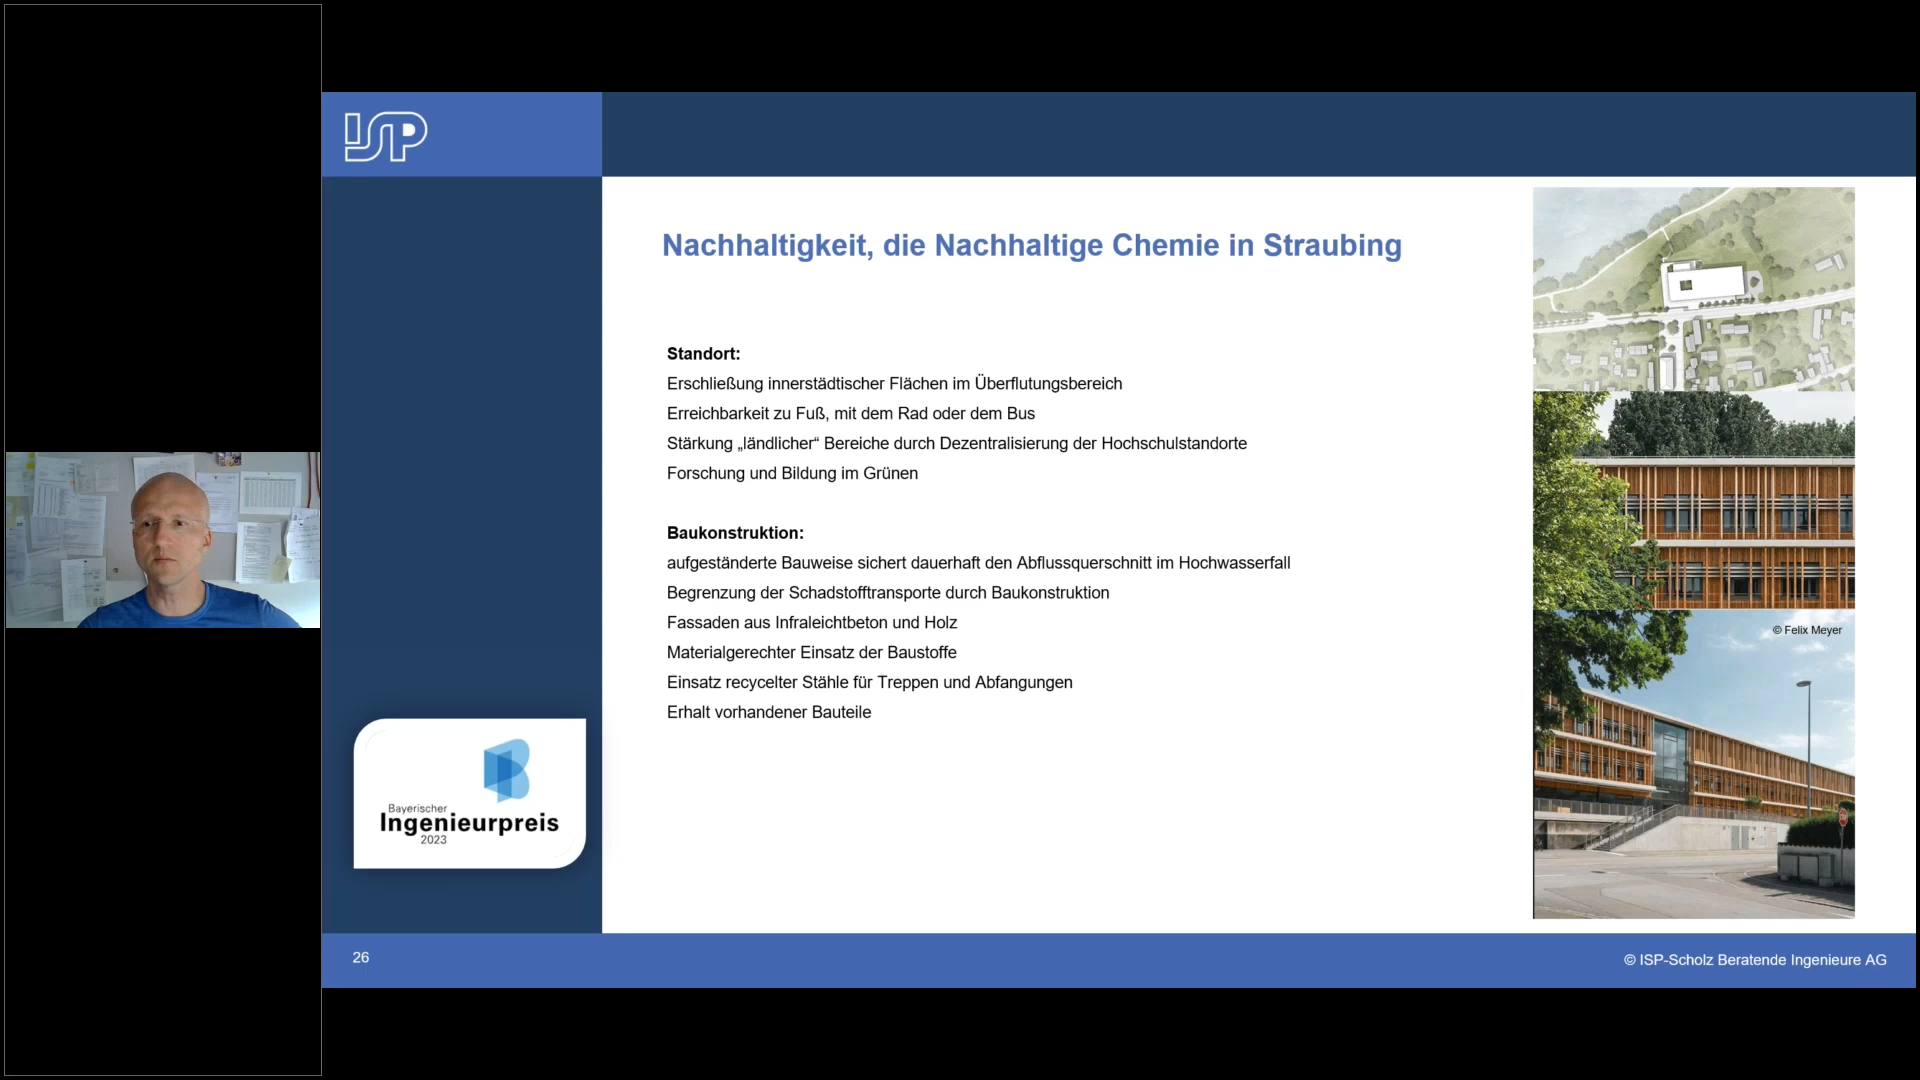 ISP
Nachhaltigkeit, die Nachhaltige Chemie in Straubing
Standort:
Erschließung innerstädtischer Flächen im Überflutungsbereich
Erreichbarkeit zu Fuß, mit dem Rad oder dem Bus
Stärkung „ländlicher“ Bereiche durch Dezentralisierung der Hochschulstandorte
Forschung und Bildung im Grünen
Baukonstruktion:
aufgeständerte Bauweise sichert dauerhaft den Abflussquerschnitt im Hochwasserfall
Begrenzung der Schadstofftransporte durch Baukonstruktion
Fassaden aus Infraleichtbeton und Holz
Materialgerechter Einsatz der Baustoffe
Einsatz recycelter Stähle für Treppen und Abfangungen
Erhalt vorhandener Bauteile
© Felix Meyer
Bayerischer
Ingenieurpreis
2023
26
© ISP-Scholz Beratende Ingenieure AG